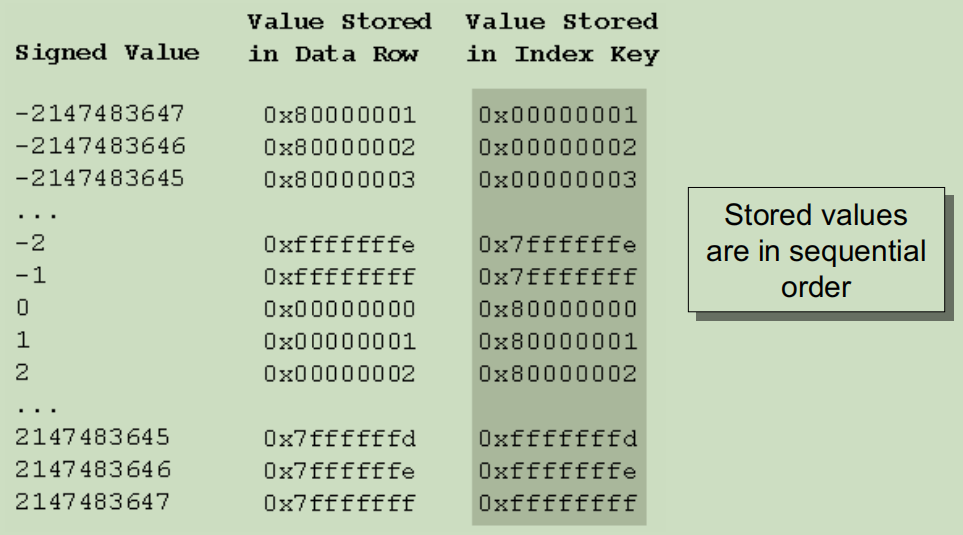 Value Stored Value Stored
Signed Value in Data Row in Index Key
-2147483647 0x80000001 0x00000001
-2147483646 0x80000002 0x00000002
-2147483645 0x80000003 0x00000003
...
-2 0xfffffffe 0x7ffffffe
-1 0xffffffff 0x7fffffff
0 0x00000000 0x80000000
1 0x00000001 0x80000001
2 0x00000002 0x80000002
...
2147483645 0x7ffffffd 0xfffffffd
2147483646 0x7ffffffe 0xfffffffe
2147483647 0x7fffffff 0xffffffff
Stored values
are in sequential
order